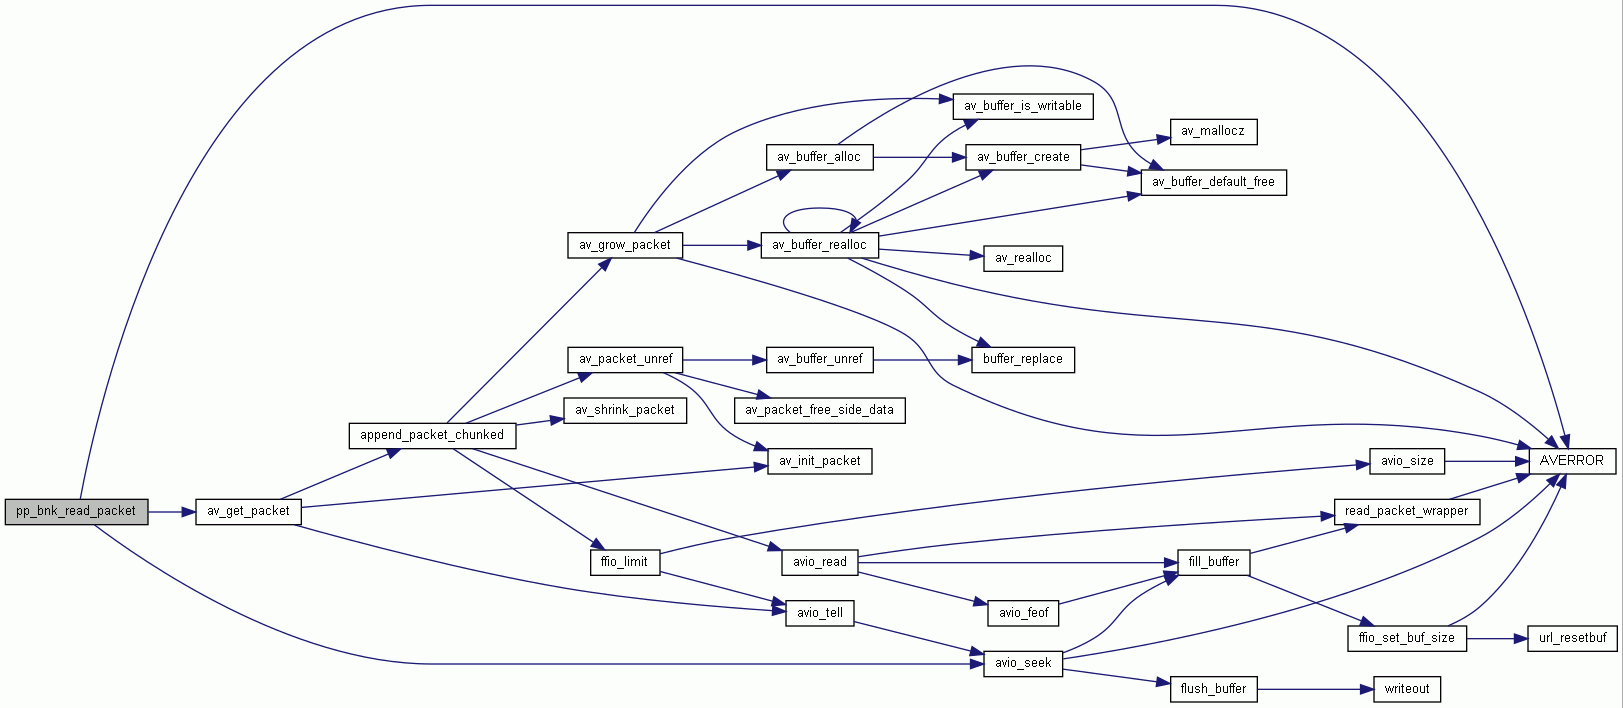 av_buffer_is_writable
av_mallocz
av_buffer_alloc
av_buffer_create
av_buffer_default_free
av_grow_packet
av_buffer_realloc
av_realloc
av_packet_unref
av_buffer_unref
buffer_replace
av_shrink_packet
av_packet_free_side_data
append_packet_chunked
av_init_packet
avio_size
AVERROR
pp_bnk_read_packet
av_get_packet
read_packet_wrapper
ffio_limit
avio_read
fill_buffer
avio_tell
avio_feof
ffio_set_buf_size
url_resetbuf
avio_seek
flush_buffer
writeout